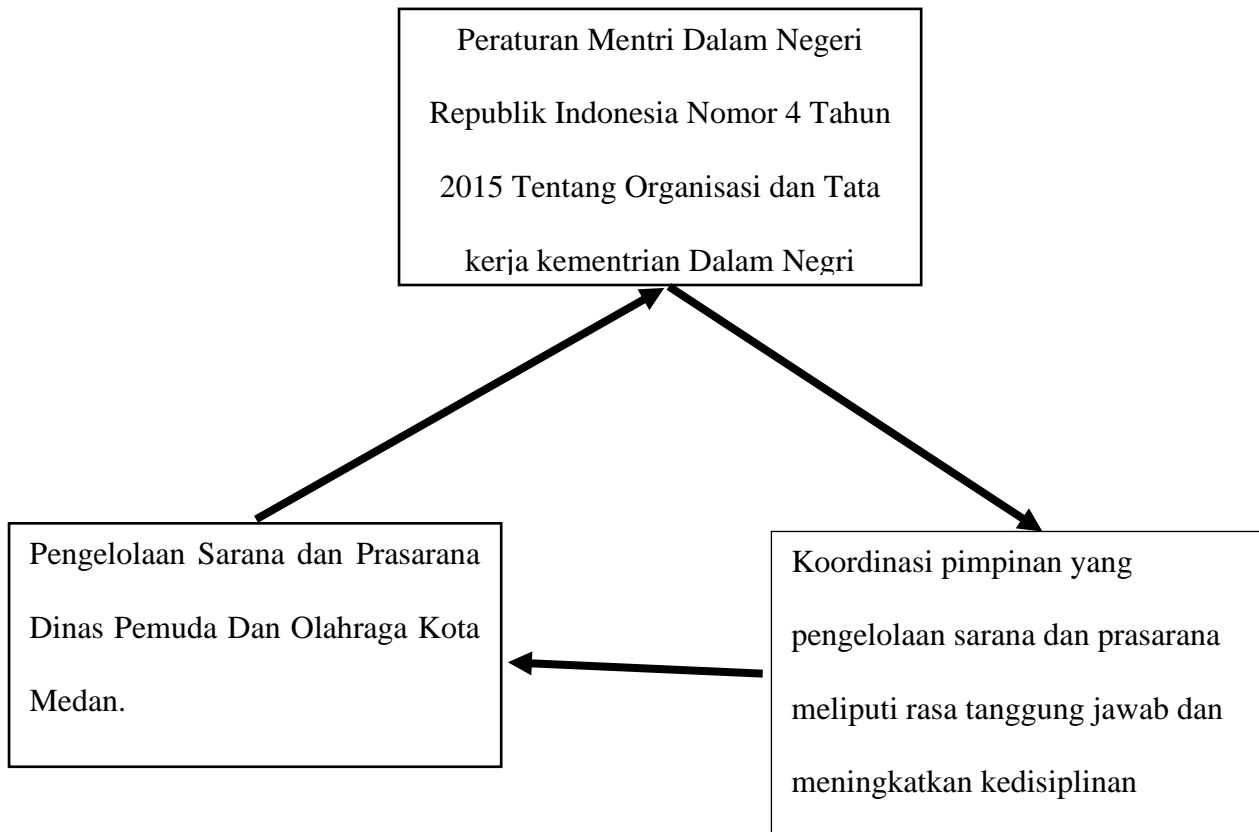 Peraturan Mentri Dalam Negeri
Republik Indonesia Nomor 4 Tahun
2015 Tentang Organisasi dan Tata
kerja kementrian Dalam Negri
Pengelolaan Sarana dan Prasarana
Dinas Pemuda Dan Olahraga Kota
Medan.
Koordinasi pimpinan yang
pengelolaan sarana dan prasarana
meliputi rasa tanggung jawab dan
meningkatkan kedisiplinan